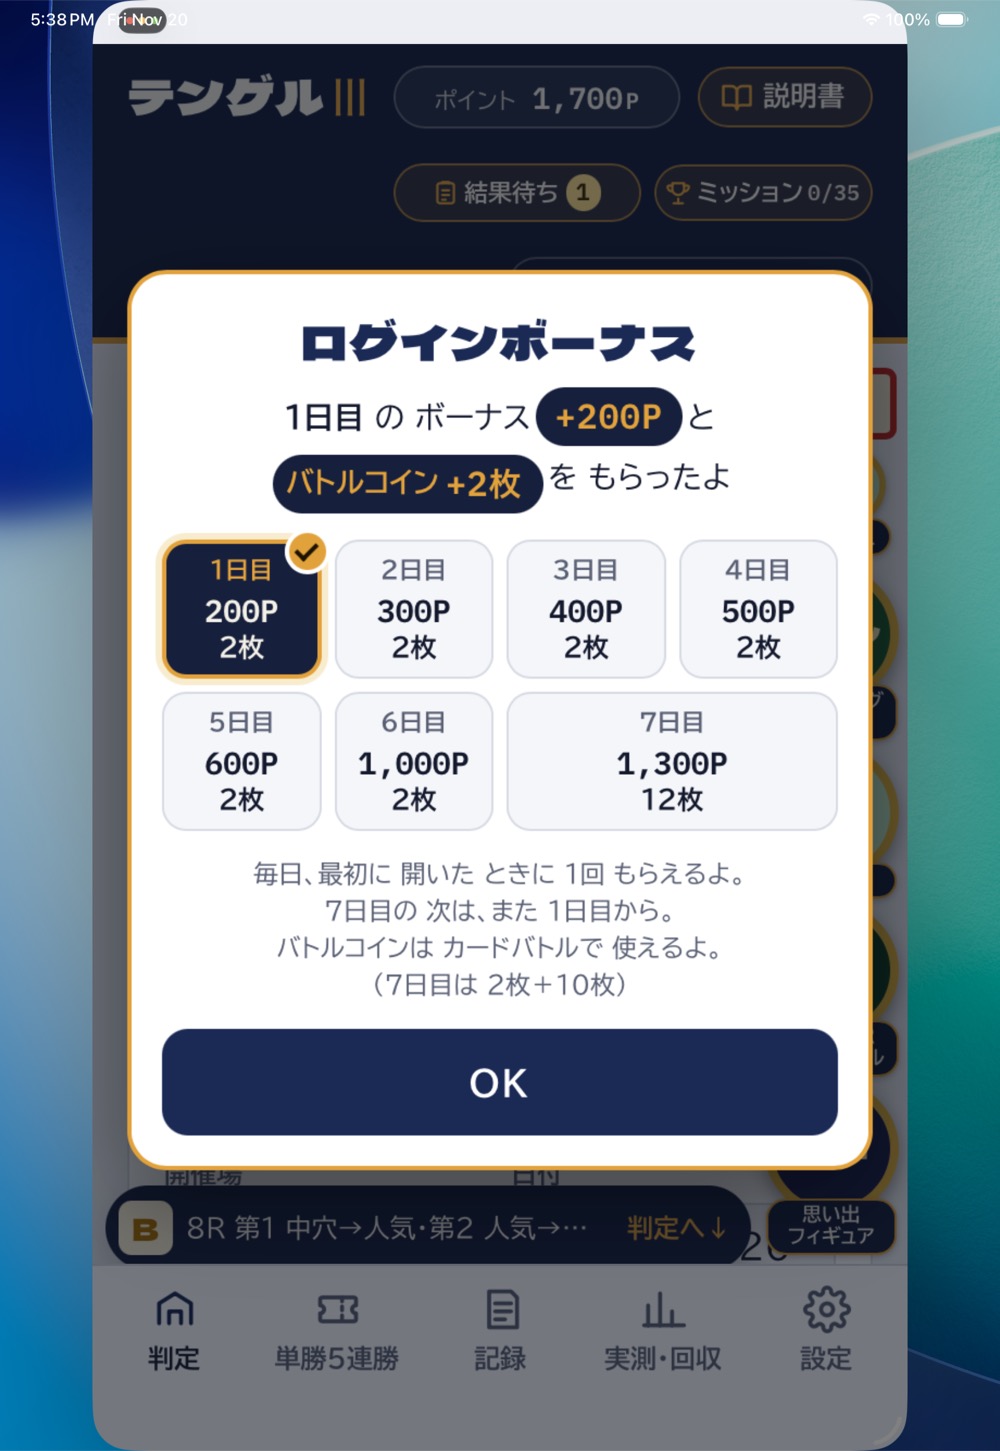 5:38PM Fri Nov 20
100%
テンゲル
ポイント 1,700P
説明書
結果待ち 1
ミッション 0/35
ログインボーナス
1日目 の ボーナス +200P と
バトルコイン +2枚 を もらったよ
1日目
200P
2枚
2日目
300P
2枚
3日目
400P
2枚
4日目
500P
2枚
5日目
600P
2枚
6日目
1,000P
2枚
7日目
1,300P
12枚
毎日、最初に 開いた ときに 1回 もらえるよ。
7日目の 次は、また 1日目から。
バトルコインは カードバトルで 使えるよ。
(7日目は 2枚+10枚)
OK
開催場
日付
B 8R 第1 中穴→人気・第2 人気→… 判定へ↓
思い出
フィギュア
判定
単勝5連勝
記録
実測・回収
設定